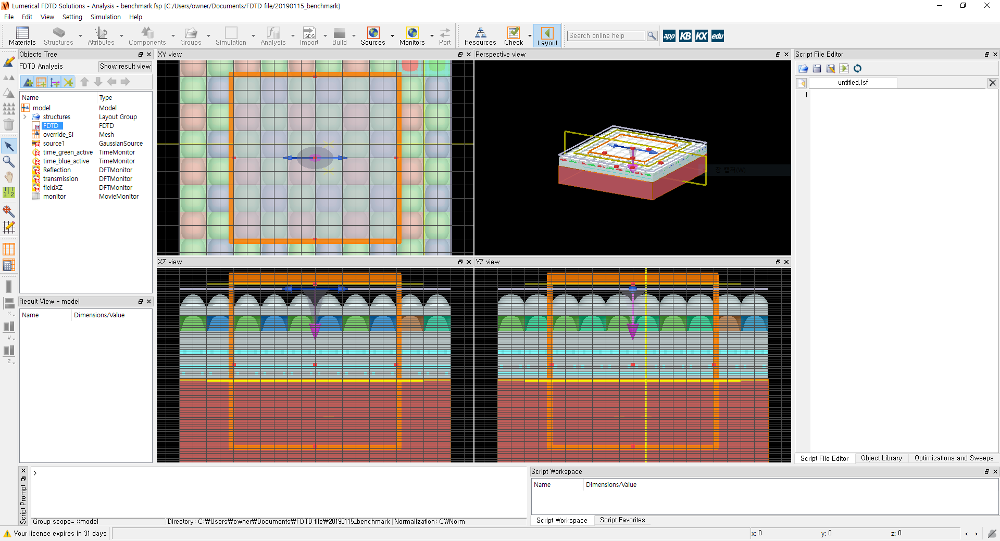 Lumerical FDTD Solutions - Analysis - benchmark.fsp [C:/Users/owner/Documents/FDTD file/20190115_benchmark]
File Edit View Setting Simulation Help
Materials Structures Attributes Components Groups Simulation Analysis Import Build Sources Monitors Port Resources Check Layout
GDS
Search online help
app KB KX edu
Objects Tree
FDTD Analysis
Show result view
Name Type
model Model
structures Layout Group
FDTD FDTD
override_Si Mesh
source1 GaussianSource
time_green_active TimeMonitor
time_blue_active TimeMonitor
Reflection DFTMonitor
transmission DFTMonitor
fieldXZ DFTMonitor
monitor MovieMonitor
Result View - model
Name Dimensions/Value
x
y
z
XY view
Perspective view
창 캡처(W)
XZ view
YZ view
Script File Editor
untitled.lsf
1
Script File Editor Object Library Optimizations and Sweeps
Script Prompt
>
Group scope= ::model
Directory: C:₩Users₩owner₩Documents₩FDTD file₩20190115_benchmark
Normalization: CWNorm
Script Workspace
Name Dimensions/Value
Script Workspace Script Favorites
Your license expires in 31 days
x: 0 y: 0 z: 0 < >